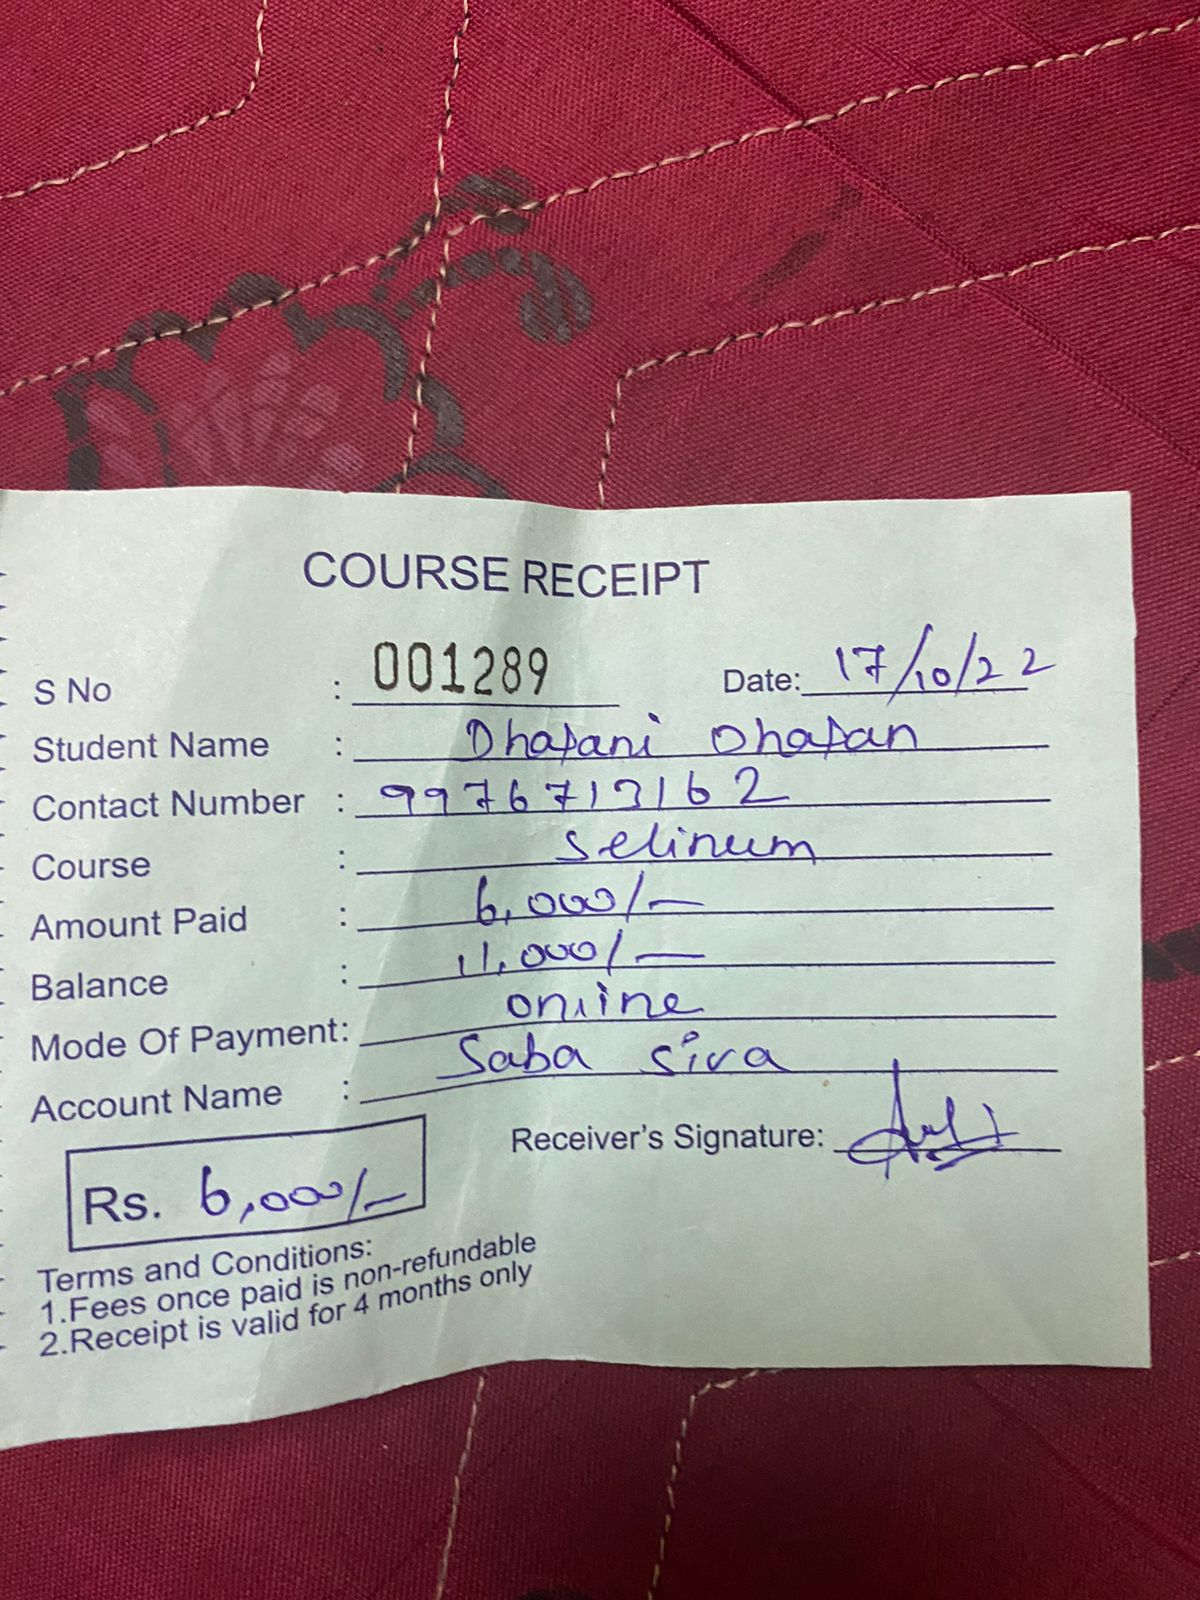 COURSE RECEIPT
S No : 001289 Date: 17/10/22
Student Name : Dhapani Dhapan
Contact Number : 9976713162
Course : Selinum
Amount Paid : 6,000/-
Balance : 11,000/-
Mode Of Payment: online
Account Name : Saba siva
Receiver's Signature:
Rs. 6,000/-
Terms and Conditions:
1.Fees once paid is non-refundable
2.Receipt is valid for 4 months only